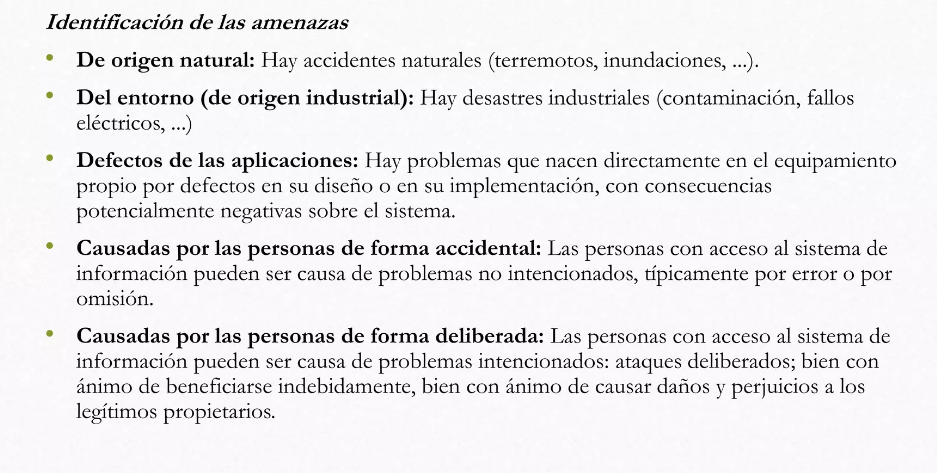 Identificación de las amenazas
• De origen natural: Hay accidentes naturales (terremotos, inundaciones, ...).
• Del entorno (de origen industrial): Hay desastres industriales (contaminación, fallos
eléctricos, ...)
• Defectos de las aplicaciones: Hay problemas que nacen directamente en el equipamiento
propio por defectos en su diseño o en su implementación, con consecuencias
potencialmente negativas sobre el sistema.
• Causadas por las personas de forma accidental: Las personas con acceso al sistema de
información pueden ser causa de problemas no intencionados, típicamente por error o por
omisión.
• Causadas por las personas de forma deliberada: Las personas con acceso al sistema de
información pueden ser causa de problemas intencionados: ataques deliberados; bien con
ánimo de beneficiarse indebidamente, bien con ánimo de causar daños y perjuicios a los
legítimos propietarios.